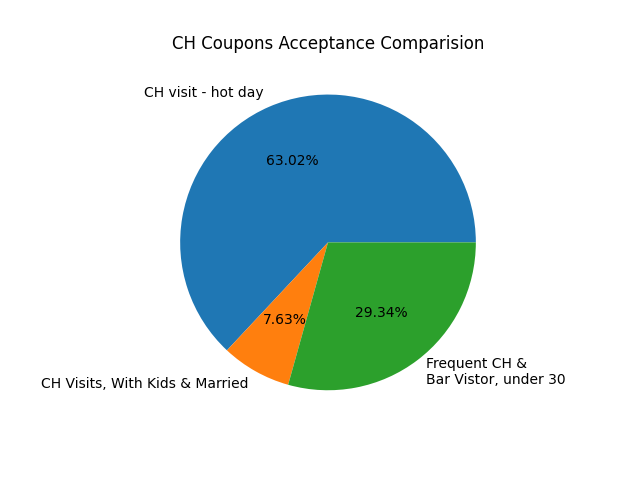 CH Coupons Acceptance Comparision
CH visit - hot day
63.02%
7.63%
29.34%
CH Visits, With Kids & Married
Frequent CH &
Bar Vistor, under 30